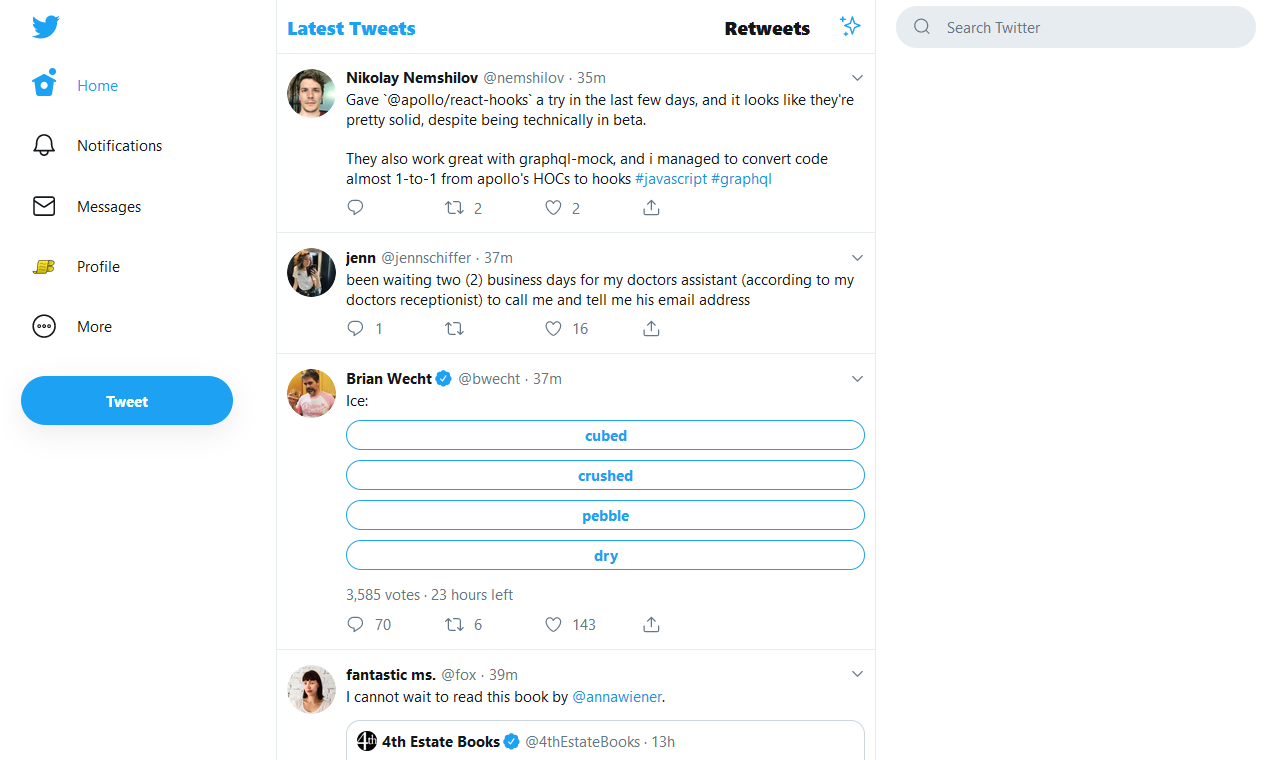 Latest Tweets
Retweets
Search Twitter
Home
Notifications
Messages
Profile
More
Tweet
Nikolay Nemshilov @nemshilov · 35m
Gave `@apollo/react-hooks` a try in the last few days, and it looks like they're
pretty solid, despite being technically in beta.
They also work great with graphql-mock, and i managed to convert code
almost 1-to-1 from apollo's HOCs to hooks #javascript #graphql
2
2
jenn @jennschiffer · 37m
been waiting two (2) business days for my doctors assistant (according to my
doctors receptionist) to call me and tell me his email address
1
16
Brian Wecht @bwecht · 37m
Ice:
cubed
crushed
pebble
dry
3,585 votes · 23 hours left
70
6
143
fantastic ms. @fox · 39m
I cannot wait to read this book by @annawiener.
4th
4th Estate Books @4thEstateBooks · 13h